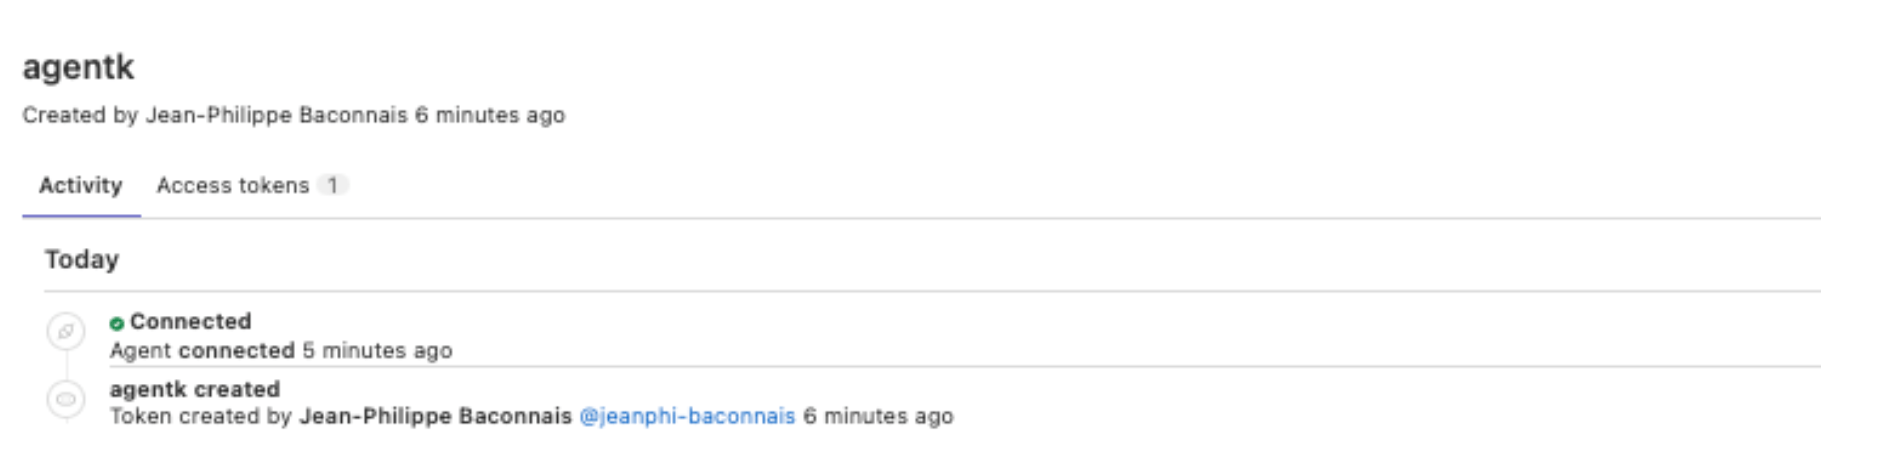 agentk
Created by Jean-Philippe Baconnais 6 minutes ago
Activity Access tokens 1
Today
Connected
Agent connected 5 minutes ago
agentk created
Token created by Jean-Philippe Baconnais @jeanphi-baconnais 6 minutes ago